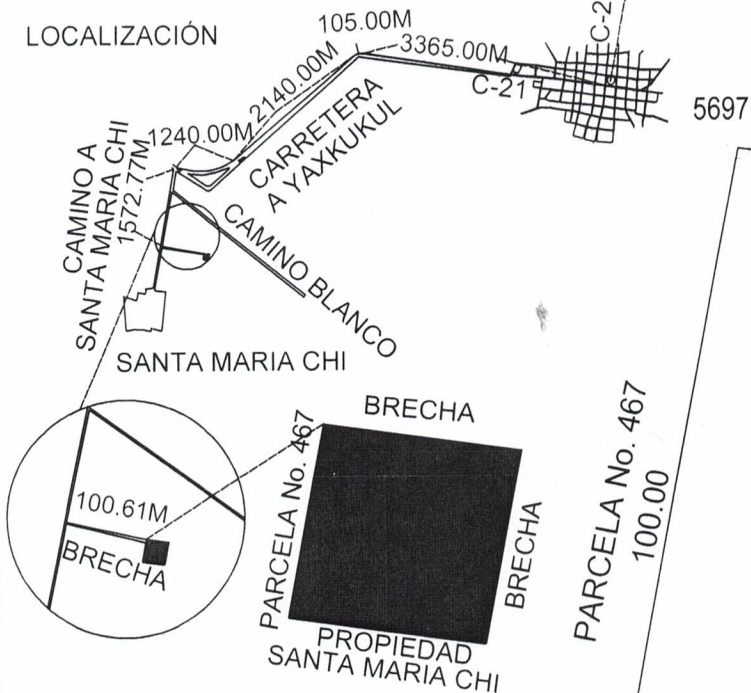 LOCALIZACIÓN
105.00M
3365.00M
C-2
C-21
5697
2140.00M
1240.00M
CARRETERA
A YAXKUKUL
CAMINO A
SANTA MARIA CHI
1572.77M
CAMINO BLANCO
SANTA MARIA CHI
100.61M
BRECHA
BRECHA
PARCELA No. 467
BRECHA
PROPIEDAD
SANTA MARIA CHI
PARCELA No. 467
100.00